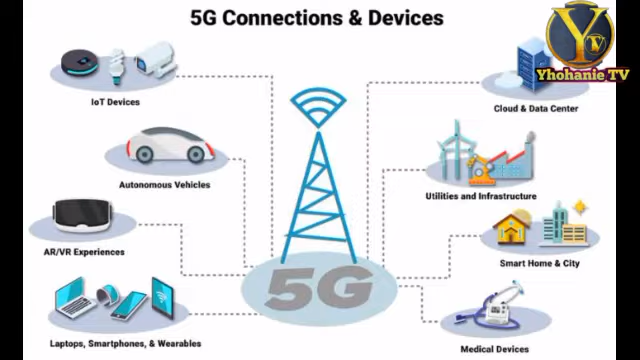 5G Connections & Devices
Y
TV
Yhohanie TV
IoT Devices
Cloud & Data Center
Autonomous Vehicles
Utilities and Infrastructure
AR/VR Experiences
Smart Home & City
5G
Laptops, Smartphones, & Wearables
Medical Devices